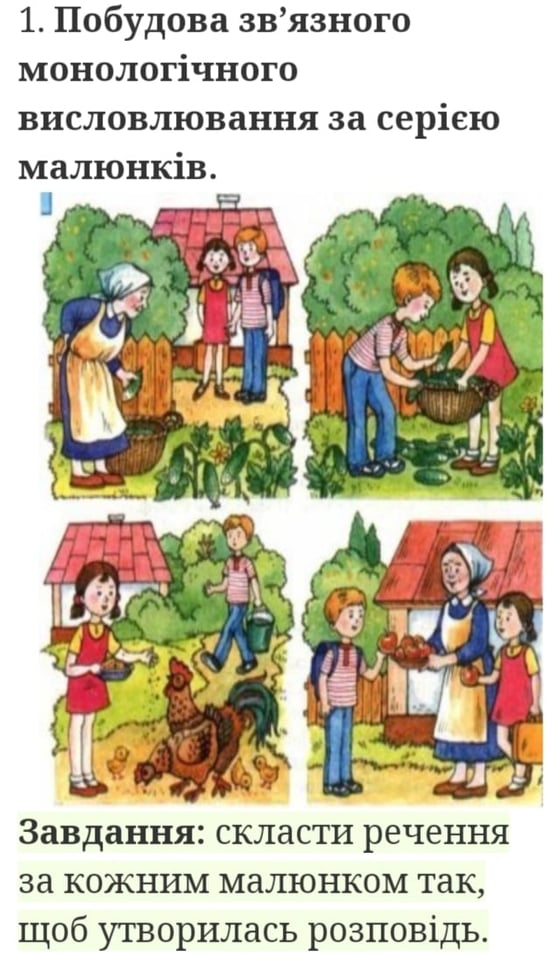 1. Побудова зв’язного
монологічного
висловлювання за серією
малюнків.
Завдання: скласти речення
за кожним малюнком так,
щоб утворилась розповідь.